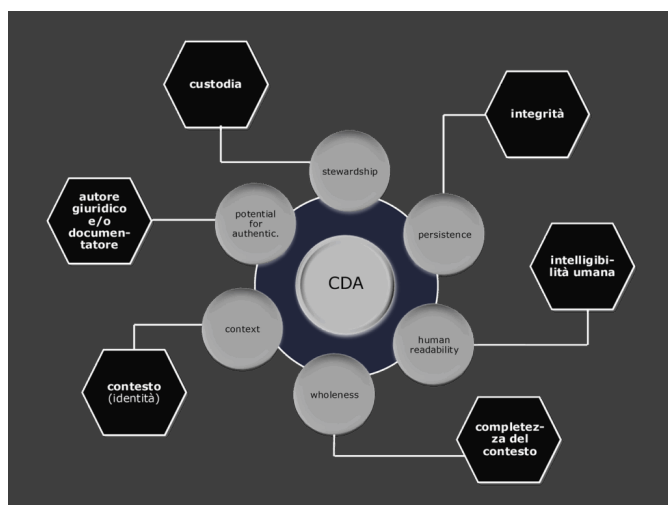 custodia
integrità
stewardship
autore
giuridico
e/o
documen-
tatore
potential
for
authentic.
persistence
intelligibi-
lità umana
CDA
context
human
readability
contesto
(identità)
wholeness
completez-
za del
contesto